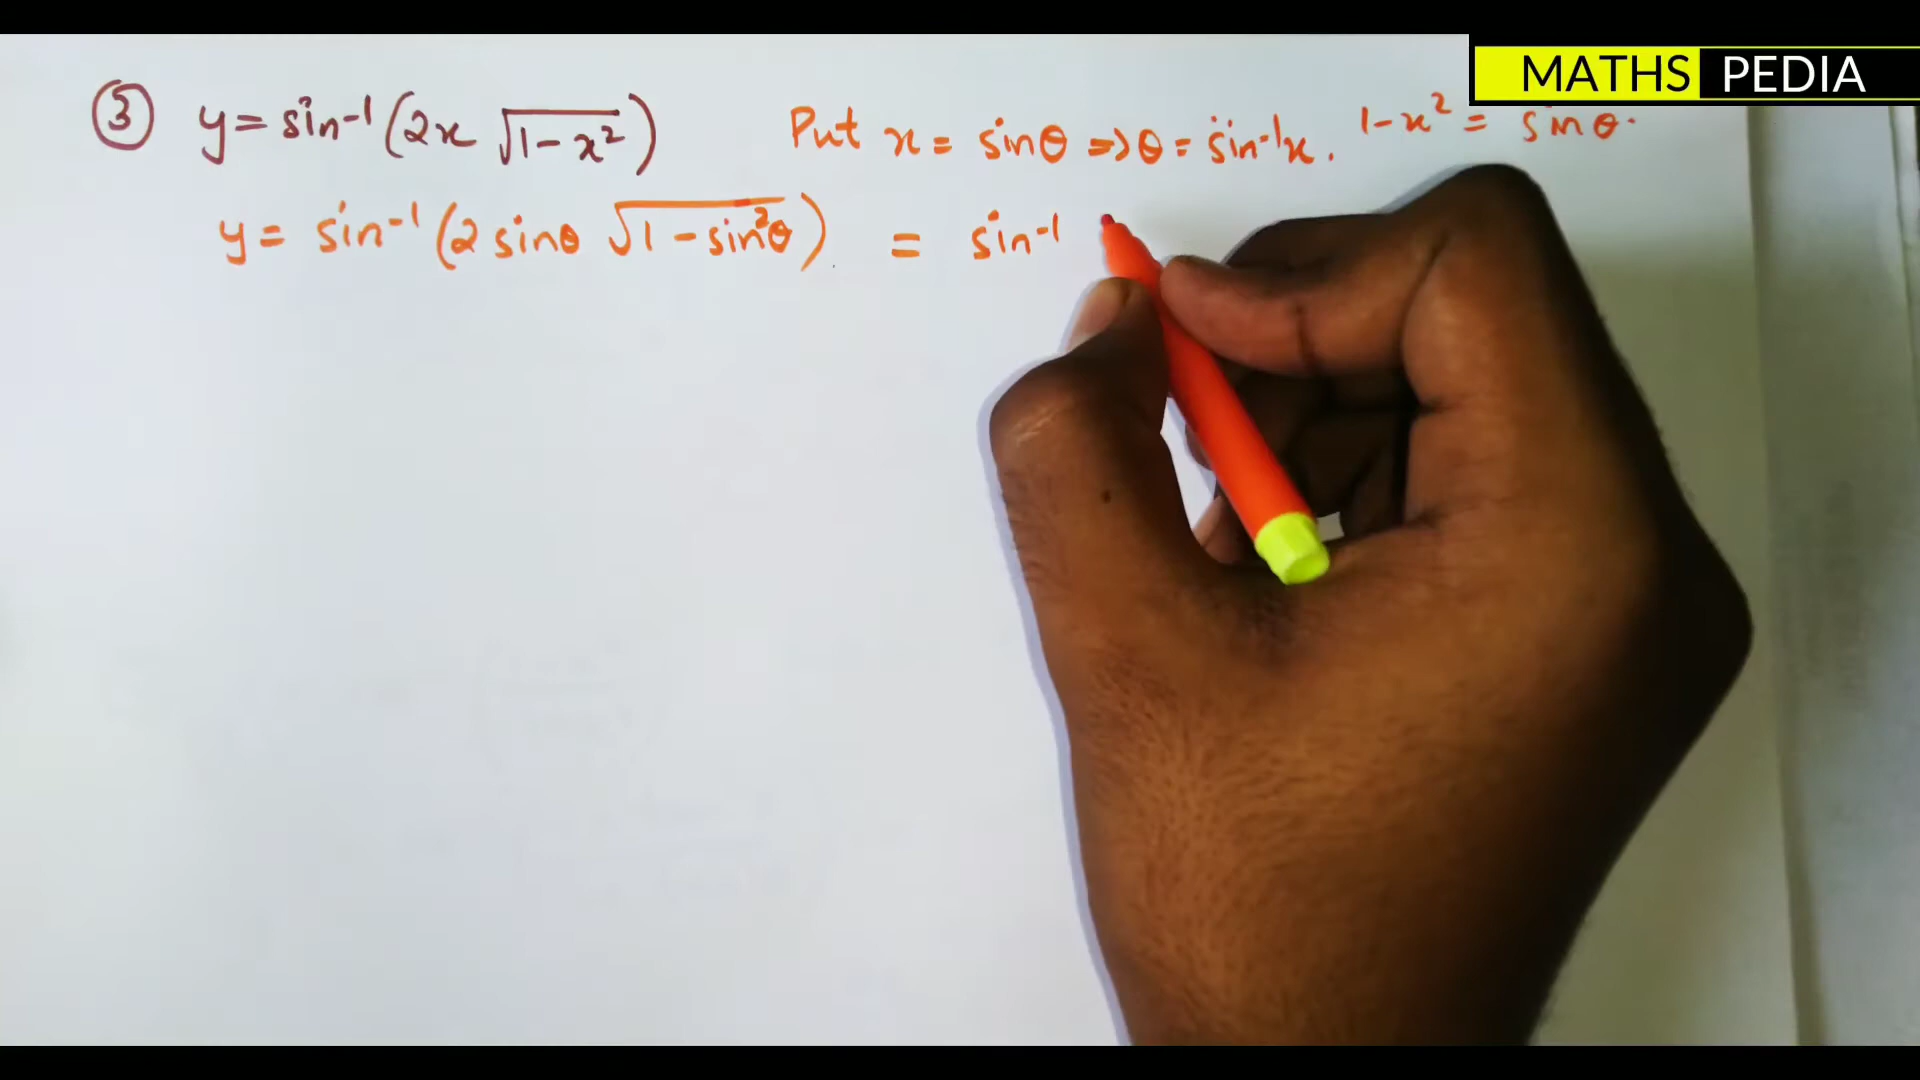 MATHS PEDIA
③ y = sin⁻¹ (2x √(1 - x²)) Put x = sinθ => θ = sin⁻¹x. 1-x² = sinθ.
y = sin⁻¹ (2 sinθ √(1 - sin²θ)) = sin⁻¹